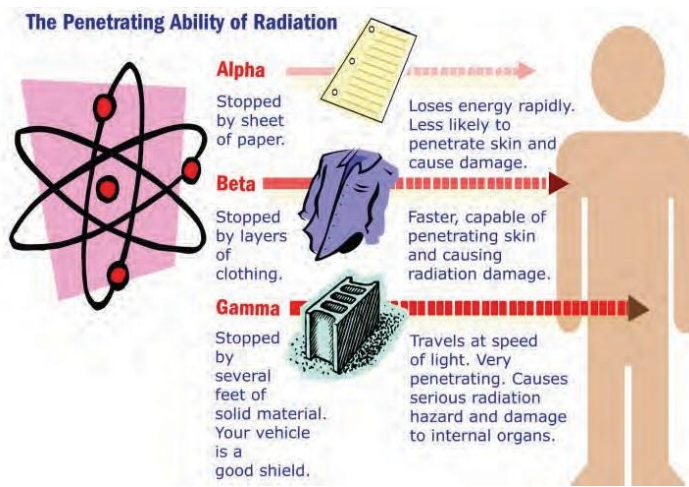 The Penetrating Ability of Radiation
Alpha
Stopped
by sheet
of paper.
Loses energy rapidly.
Less likely to
penetrate skin and
cause damage.
Beta
Stopped
by layers
of
clothing.
Faster, capable of
penetrating skin
and causing
radiation damage.
Gamma
Stopped
by
several
feet of
solid material.
Your vehicle
is a
good shield.
Travels at speed
of light. Very
penetrating. Causes
serious radiation
hazard and damage
to internal organs.